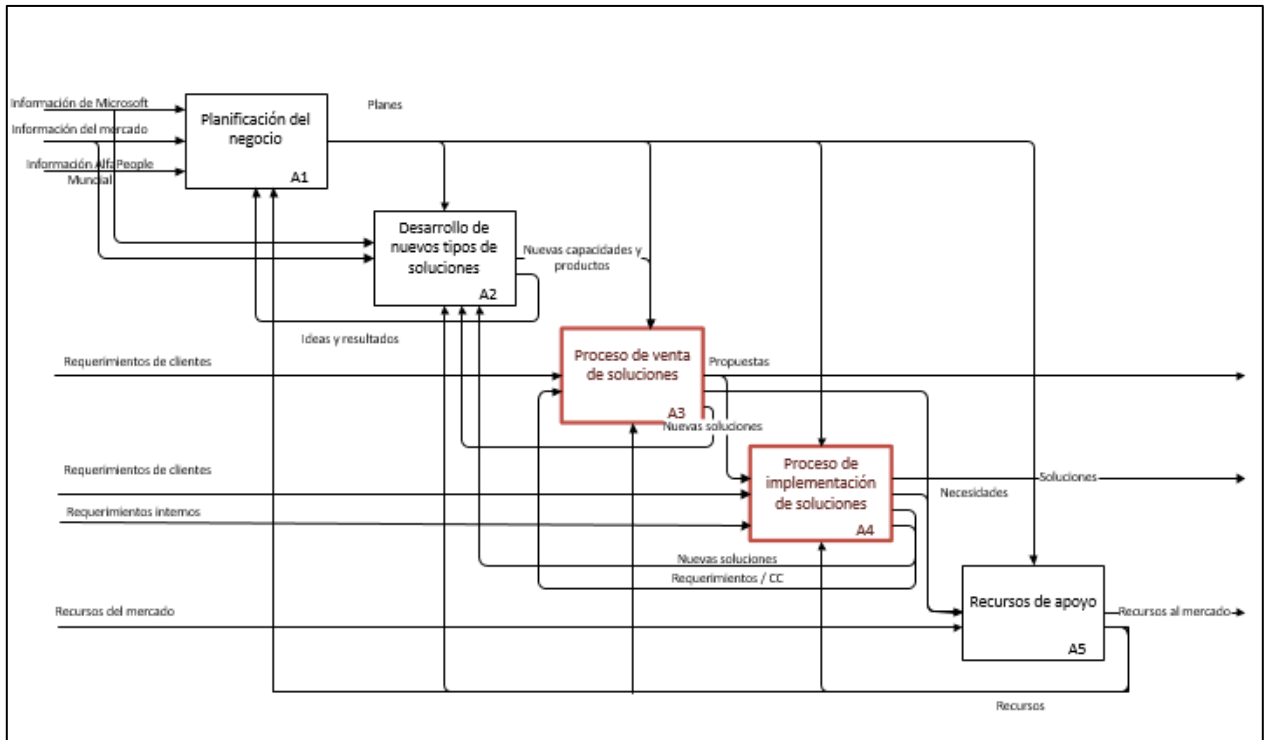 Información de Microsoft
Planes
Planificación del
negocio
Información del mercado
Información AlfaPeople
Mundial
A1
Desarrollo de
nuevos tipos de
soluciones
Nuevas capacidades y
productos
A2
Ideas y resultados
Requerimientos de clientes
Proceso de venta
de soluciones
Propuestas
A3
Nuevas soluciones
Requerimientos de clientes
Proceso de
implementación
de soluciones
Soluciones
Necesidades
Requerimientos internos
A4
Nuevas soluciones
Requerimientos / CC
Recursos del mercado
Recursos de apoyo
Recursos al mercado
A5
Recursos